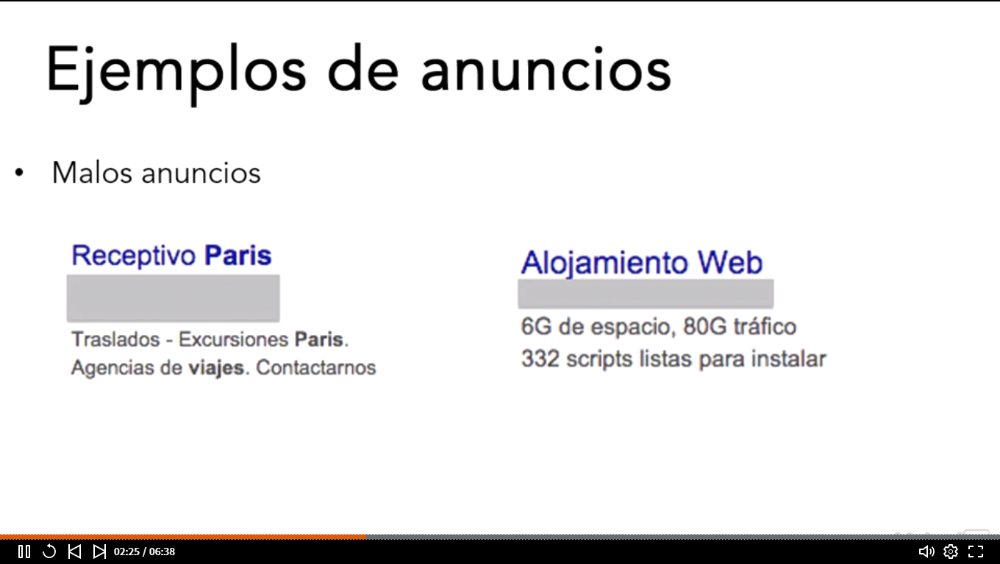 Ejemplos de anuncios
• Malos anuncios
Receptivo Paris
Traslados - Excursiones Paris.
Agencias de viajes. Contactarnos
Alojamiento Web
6G de espacio, 80G tráfico
332 scripts listas para instalar
02:25 / 06:38